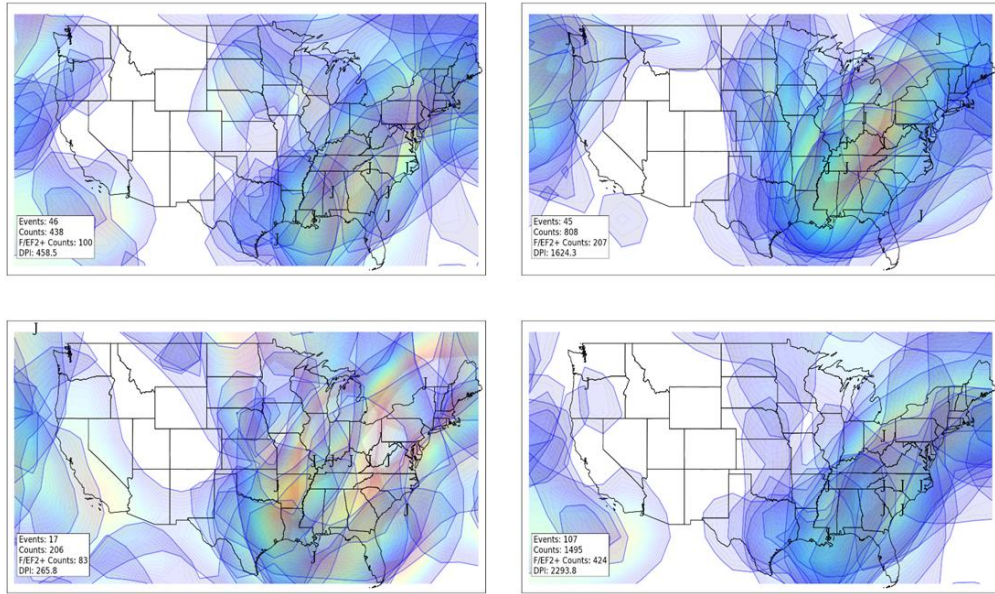 J
J
J
J
J
J
Events: 46
Counts: 438
F/EF2+ Counts: 100
DPI: 458.5
J
J
J
J
Events: 45
Counts: 808
F/EF2+ Counts: 207
DPI: 1624.3
J
J
J
J
J
J
Events: 17
Counts: 206
F/EF2+ Counts: 83
DPI: 265.8
J
J
J
J
J
Events: 107
Counts: 1495
F/EF2+ Counts: 424
DPI: 2293.8